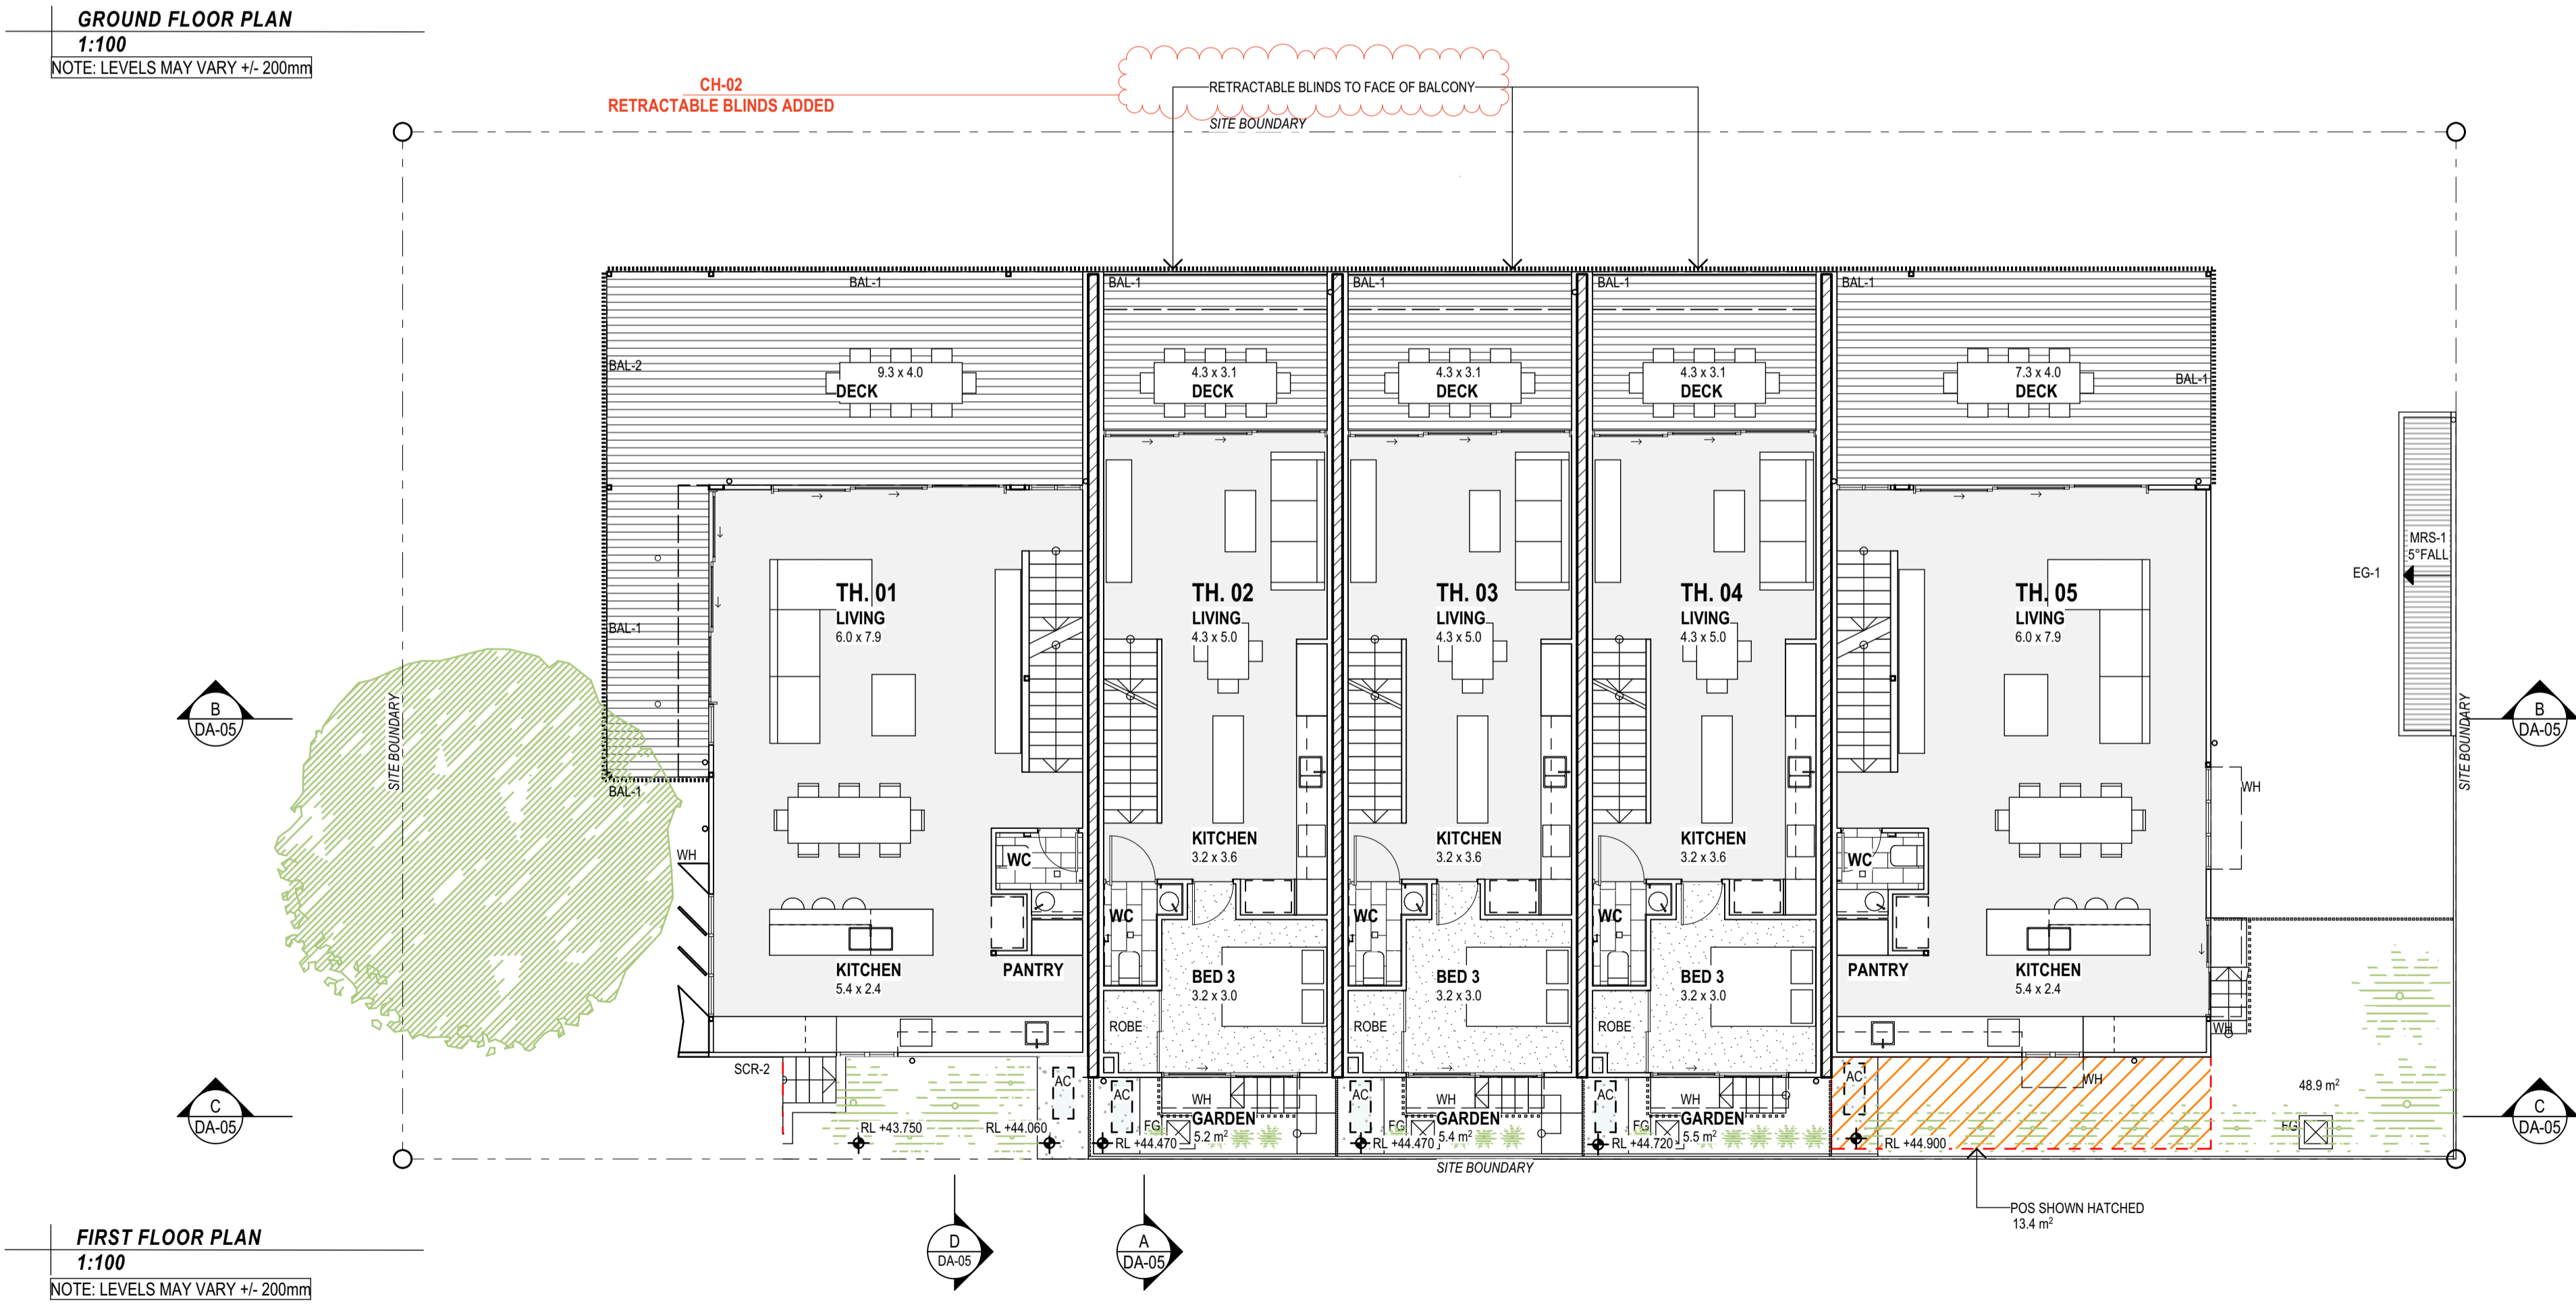 GROUND FLOOR PLAN
1:100
NOTE: LEVELS MAY VARY +/- 200mm
CH-02
RETRACTABLE BLINDS ADDED
RETRACTABLE BLINDS TO FACE OF BALCONY
SITE BOUNDARY
BAL-1
BAL-1
BAL-1
BAL-1
BAL-1
BAL-2
9.3 x 4.0
DECK
4.3 x 3.1
DECK
4.3 x 3.1
DECK
4.3 x 3.1
DECK
7.3 x 4.0
DECK
BAL-1
MRS-1
5°FALL
EG-1
TH. 01
LIVING
6.0 x 7.9
TH. 02
LIVING
4.3 x 5.0
TH. 03
LIVING
4.3 x 5.0
TH. 04
LIVING
4.3 x 5.0
TH. 05
LIVING
6.0 x 7.9
BAL-1
B
DA-05
SITE BOUNDARY
SITE BOUNDARY
B
DA-05
BAL-1
WH
WH
KITCHEN
3.2 x 3.6
KITCHEN
3.2 x 3.6
KITCHEN
3.2 x 3.6
WC
WC
WC
WC
WC
KITCHEN
5.4 x 2.4
PANTRY
BED 3
3.2 x 3.0
BED 3
3.2 x 3.0
BED 3
3.2 x 3.0
PANTRY
KITCHEN
5.4 x 2.4
ROBE
ROBE
ROBE
WH
SCR-2
AC
AC
AC
AC
AC
WH
WH
WH
WH
48.9 m²
C
DA-05
C
DA-05
GARDEN
5.2 m²
GARDEN
5.4 m²
GARDEN
5.5 m²
FG
FG
FG
FG
RL +43.750
RL +44.060
RL +44.470
RL +44.470
RL +44.720
RL +44.900
SITE BOUNDARY
POS SHOWN HATCHED
13.4 m²
D
DA-05
A
DA-05
FIRST FLOOR PLAN
1:100
NOTE: LEVELS MAY VARY +/- 200mm